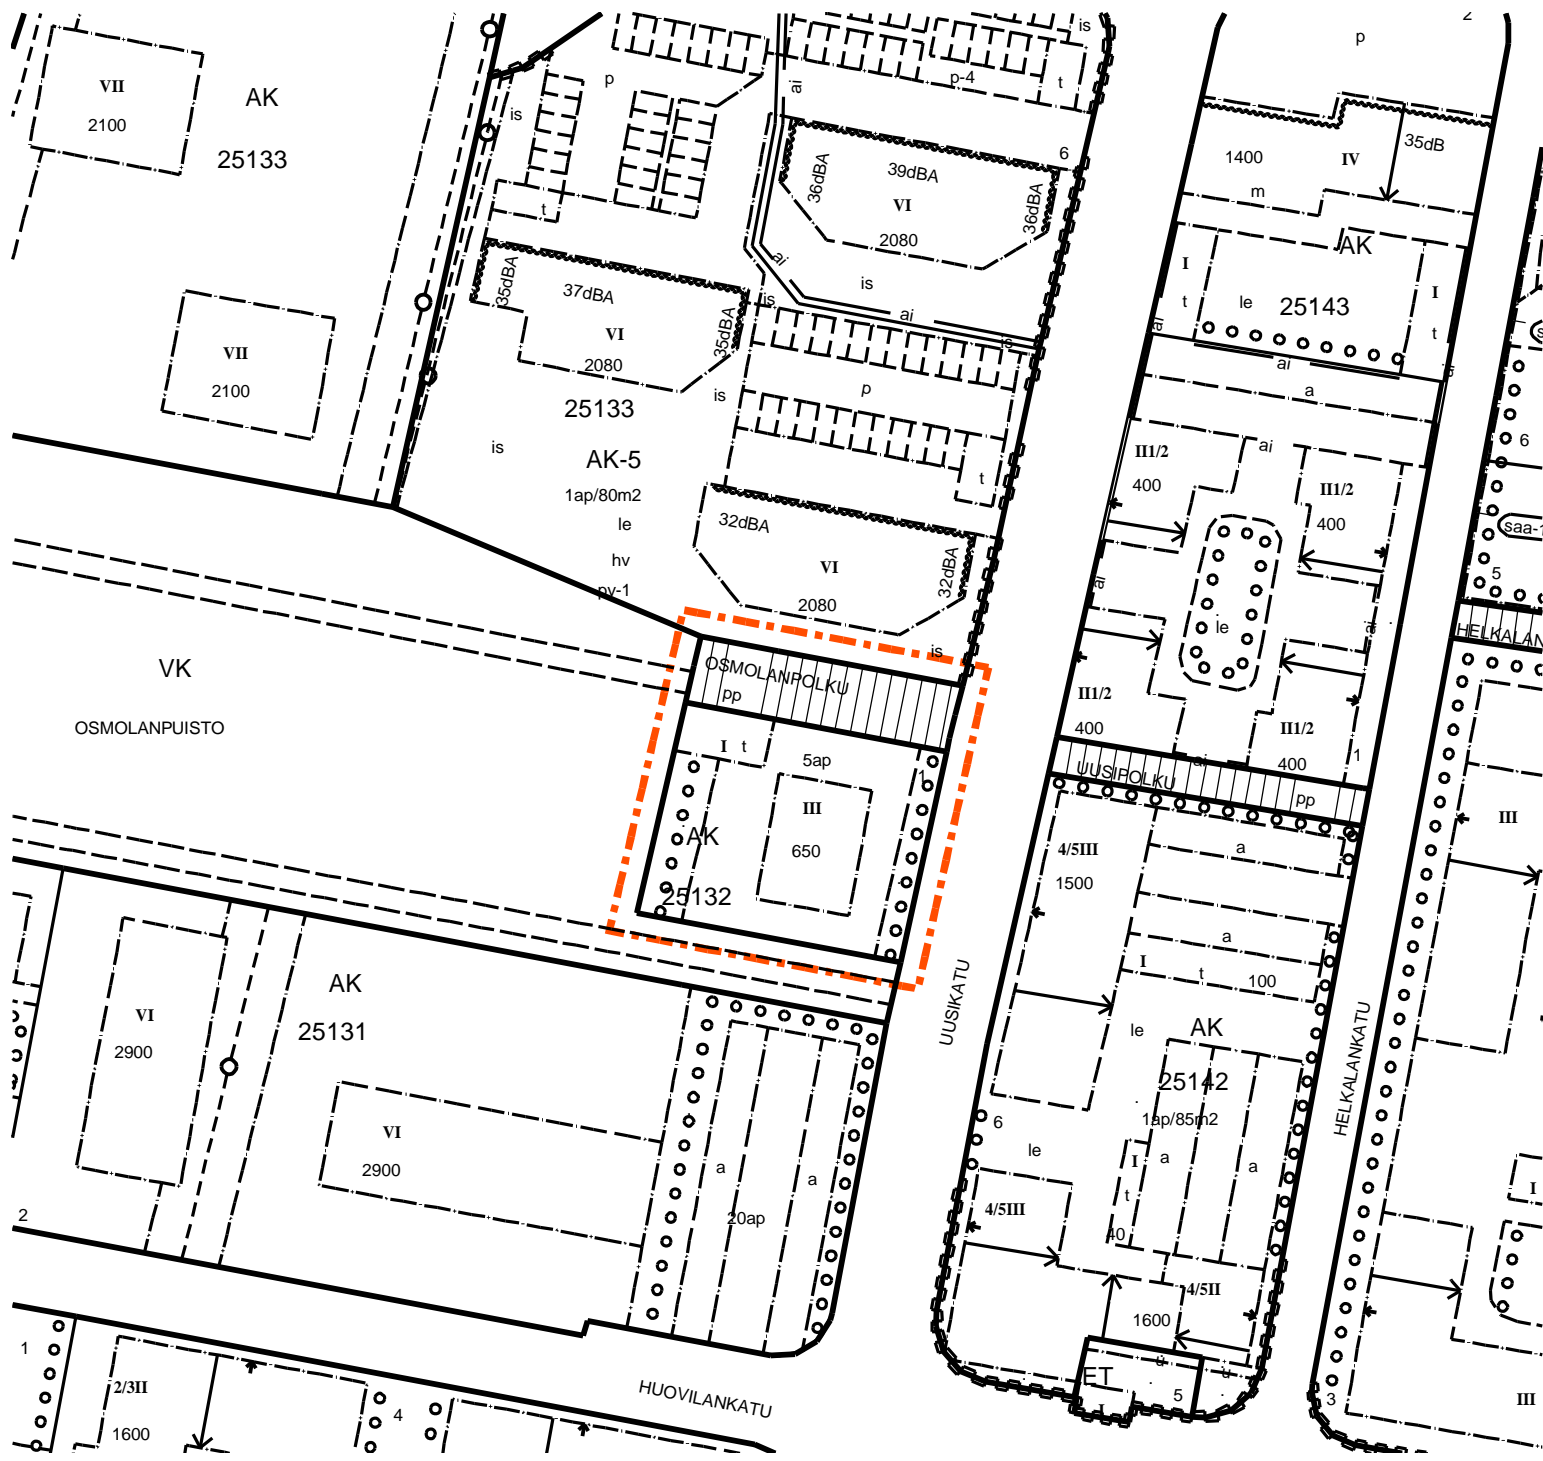 VII
2100
AK
25133
is
p
t
VII
2100
is
p-4
t
ai
6
36dBA
39dBA
36dBA
VI
2080
ai
is
is
ai
is
35dBA
37dBA
35dBA
VI
2080
25133
is
AK-5
1ap/80m2
le
hv
pv-1
is
p
t
32dBA
VI
32dBA
2080
is
2
p
1400
IV
35dB
m
AK
I
t
le
25143
I
t
ai
ai
a
II1/2
400
ai
II1/2
400
ai
le
ai
II1/2
400
II1/2
400
ai
1
UUSIPOLKU
pp
6
saa-1
5
HELKALAN
VK
OSMOLANPUISTO
OSMOLANPOLKU
pp
I t
5ap
1
III
650
AK
25132
4/5III
1500
a
a
I
t
100
le
AK
25142
1ap/85m2
6
le
I
a
a
t
40
4/5III
4/5II
1600
u
u
ET
5
I
III
I
III
3
UUSIKATU
HELKALANKATU
VI
2900
AK
25131
VI
2900
a
a
20ap
2
1
2/3II
1600
4
HUOVILANKATU